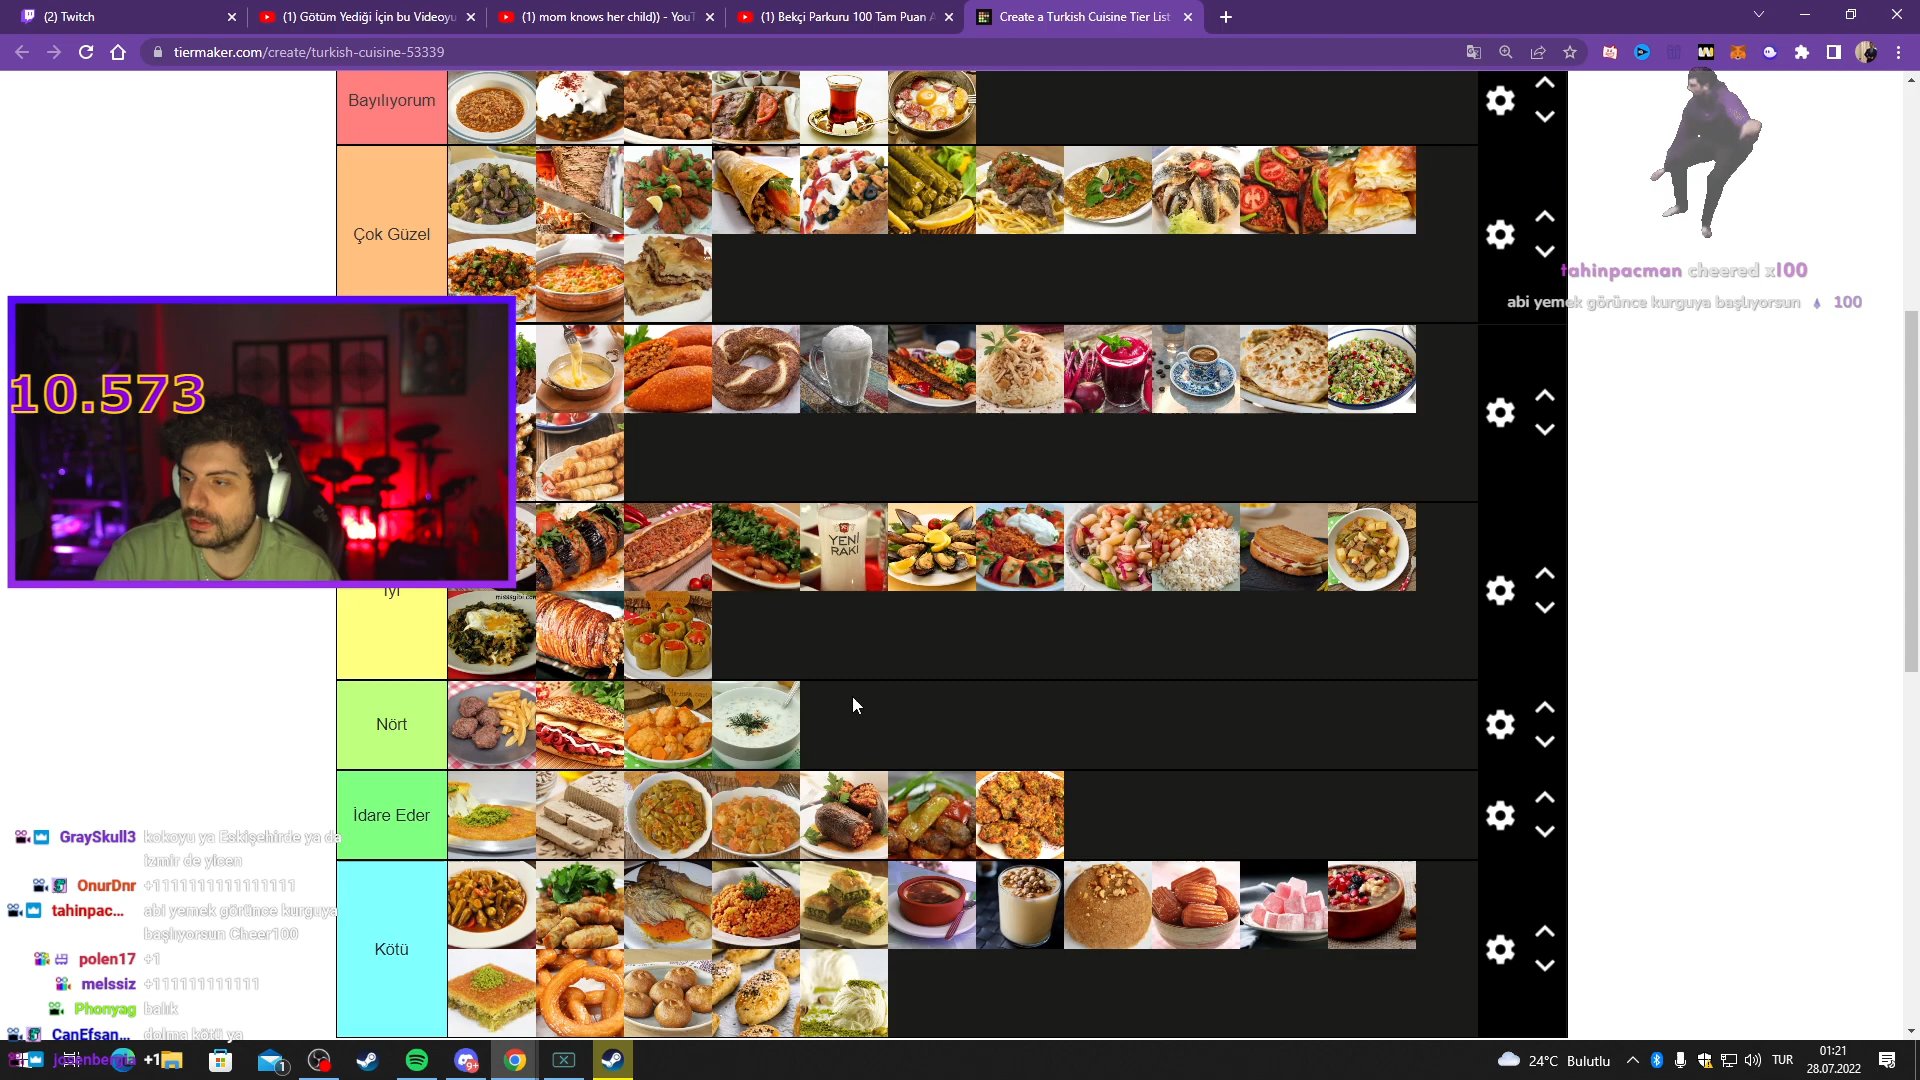 (2) Twitch
(1) Götüm Yediği İçin bu Videoyu
(1) mom knows her child)) - YouT
(1) Bekçi Parkuru 100 Tam Puan A
Create a Turkish Cuisine Tier List
tiermaker.com/create/turkish-cuisine-53339
Bayılıyorum
Çok Güzel
tahinpacman cheered x100
abi yemek görünce kurguya başlıyorsun 100
10.573
YENİ
RAKI
İyi
Nört
İdare Eder
Kötü
GraySkull3 kokoyu ya Eskişehirde ya da
izmir de yicen
OnurDnr +1111111111111111
tahinpac... abi yemek görünce kurguya
başlıyorsun Cheer100
polen17 +1
melssiz +111111111111
Phonyag balık
CanEfsan... dolma kötü ya
+1
1
9+
24°C Bulutlu
TUR
01:21
28.07.2022